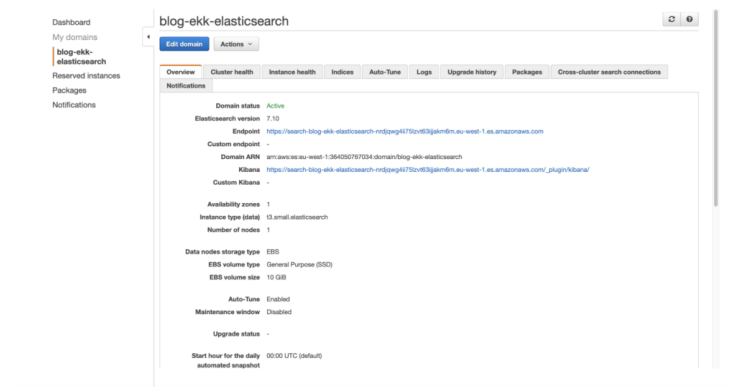 Dashboard
My domains
blog-ekk-
elasticsearch
Reserved instances
Packages
Notifications
blog-ekk-elasticsearch
Edit domain Actions
Overview Cluster health Instance health Indices Auto-Tune Logs Upgrade history Packages Cross-cluster search connections
Notifications
Domain status Active
Elasticsearch version 7.10
Endpoint https://search-blog-ekk-elasticsearch-nrdjqwg4ii75lzvt63ijjakm6m.eu-west-1.es.amazonaws.com
Custom endpoint -
Domain ARN arn:aws:es:eu-west-1:364050767034:domain/blog-ekk-elasticsearch
Kibana https://search-blog-ekk-elasticsearch-nrdjqwg4ii75lzvt63ijjakm6m.eu-west-1.es.amazonaws.com/_plugin/kibana/
Custom Kibana -
Availability zones 1
Instance type (data) t3.small.elasticsearch
Number of nodes 1
Data nodes storage type EBS
EBS volume type General Purpose (SSD)
EBS volume size 10 GiB
Auto-Tune Enabled
Maintenance window Disabled
Upgrade status -
Start hour for the daily 00:00 UTC (default)
automated snapshot